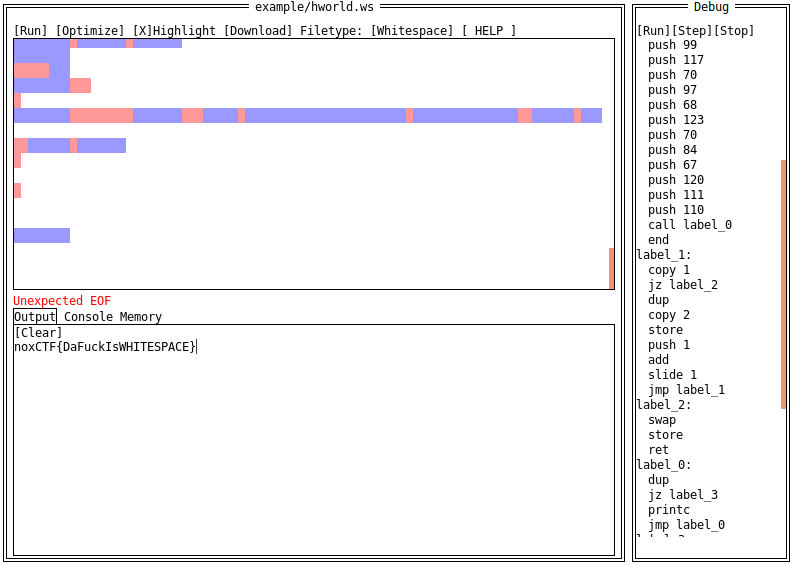 example/hworld.ws
[Run] [Optimize] [X]Highlight [Download] Filetype: [Whitespace] [ HELP ]
Unexpected EOF
Output Console Memory
[Clear]
noxCTF{DaFuckIsWHITESPACE}
Debug
[Run][Step][Stop]
push 99
push 117
push 70
push 97
push 68
push 123
push 70
push 84
push 67
push 120
push 111
push 110
call label_0
end
label_1:
copy 1
jz label_2
dup
copy 2
store
push 1
add
slide 1
jmp label_1
label_2:
swap
store
ret
label_0:
dup
jz label_3
printc
jmp label_0